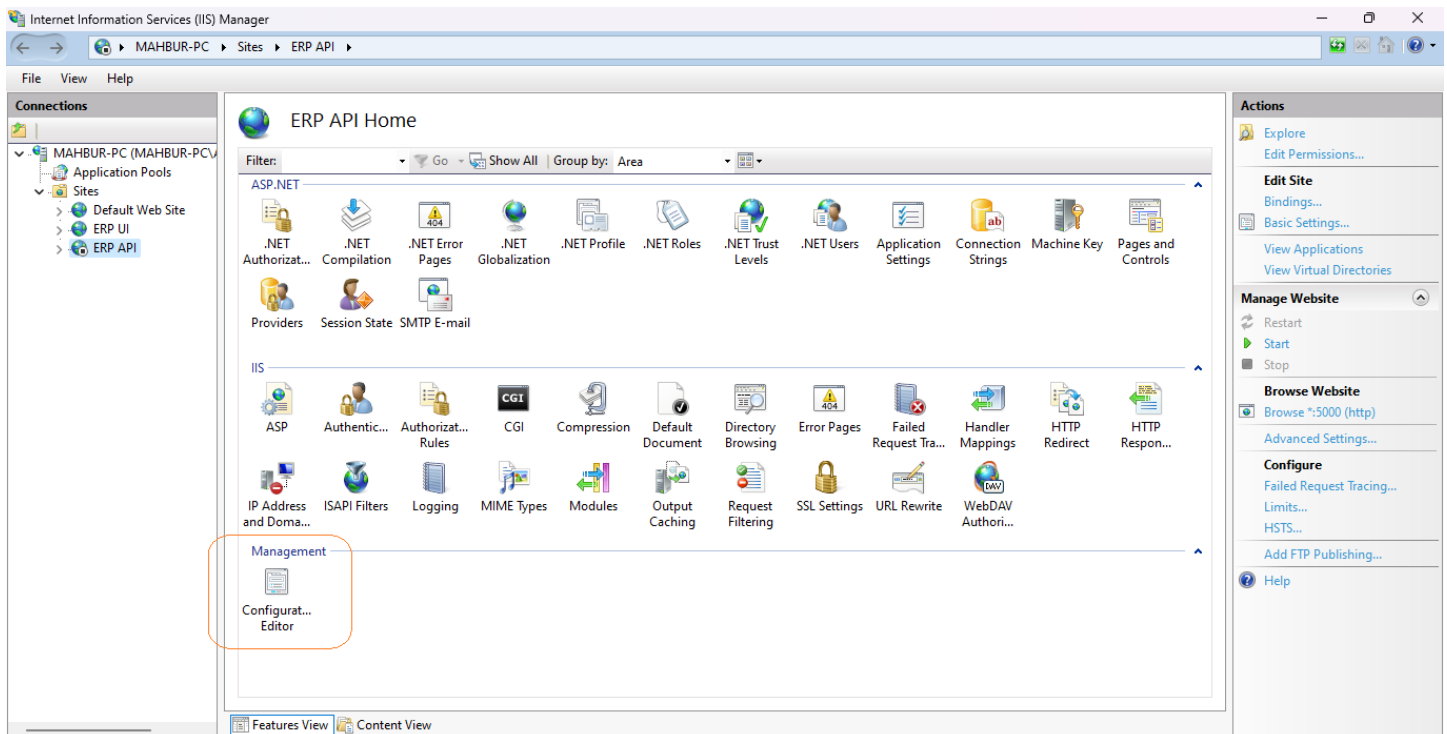 Internet Information Services (IIS) Manager
MAHBUR-PC Sites ERP API
File View Help
Connections
MAHBUR-PC (MAHBUR-PC\
Application Pools
Sites
Default Web Site
ERP UI
ERP API
ERP API Home
Filter: Go Show All Group by: Area
ASP.NET
.NET Authorizat...
.NET Compilation
.NET Error Pages
.NET Globalization
.NET Profile
.NET Roles
.NET Trust Levels
.NET Users
Application Settings
Connection Strings
Machine Key
Pages and Controls
Providers
Session State
SMTP E-mail
IIS
ASP
Authentic...
Authorizat... Rules
CGI
CGI
Compression
Default Document
Directory Browsing
Error Pages
Failed Request Tra...
Handler Mappings
HTTP Redirect
HTTP Respon...
IP Address and Doma...
ISAPI Filters
Logging
MIME Types
Modules
Output Caching
Request Filtering
SSL Settings
URL Rewrite
WebDAV Authori...
Management
Configurat... Editor
Features View
Content View
Actions
Explore
Edit Permissions...
Edit Site
Bindings...
Basic Settings...
View Applications
View Virtual Directories
Manage Website
Restart
Start
Stop
Browse Website
Browse *:5000 (http)
Advanced Settings...
Configure
Failed Request Tracing...
Limits...
HSTS...
Add FTP Publishing...
Help